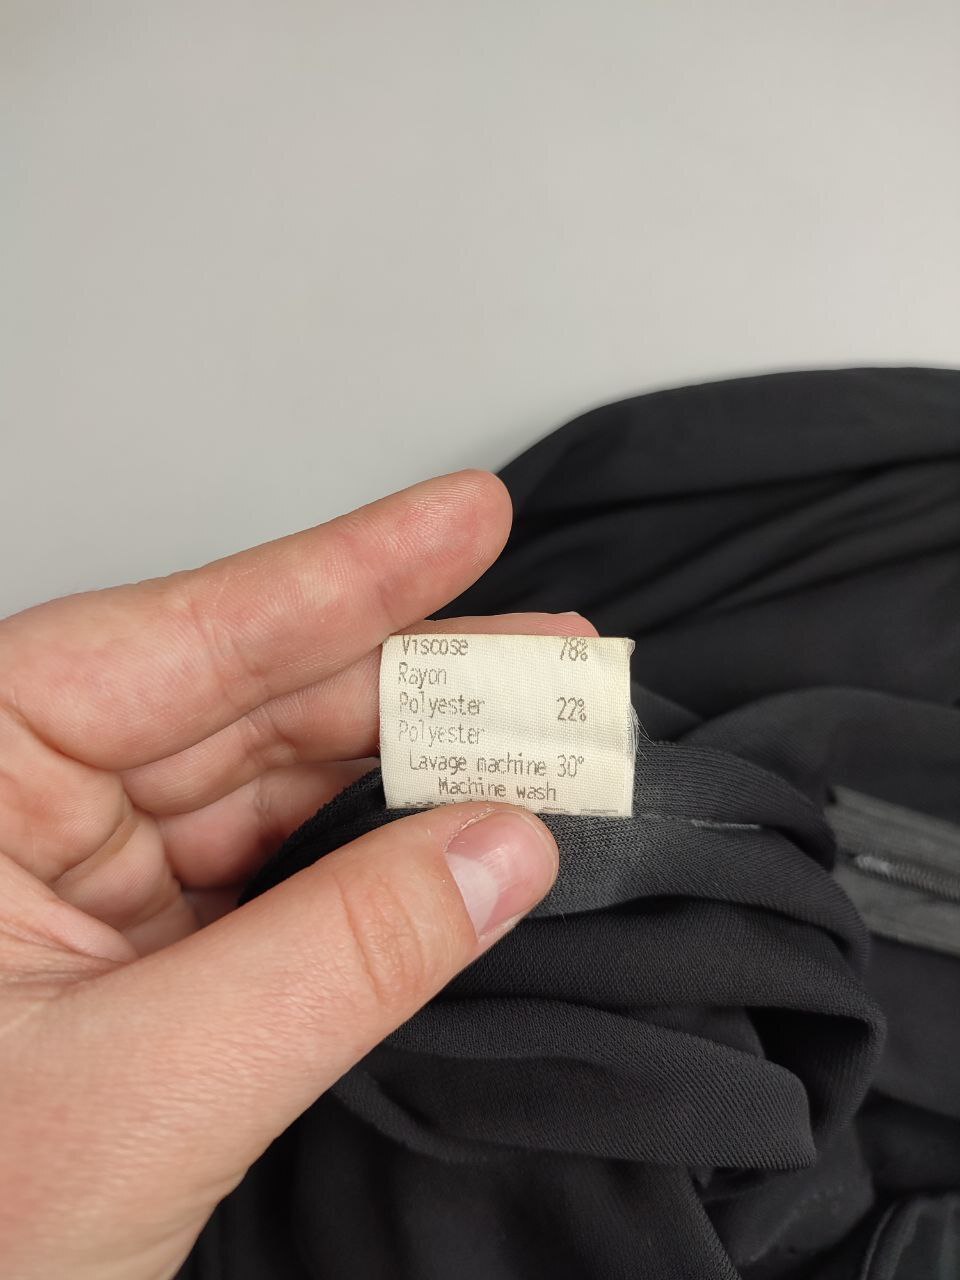 Viscose 78%
Rayon
Polyester 22%
Polyester
Lavage machine 30°
Machine wash